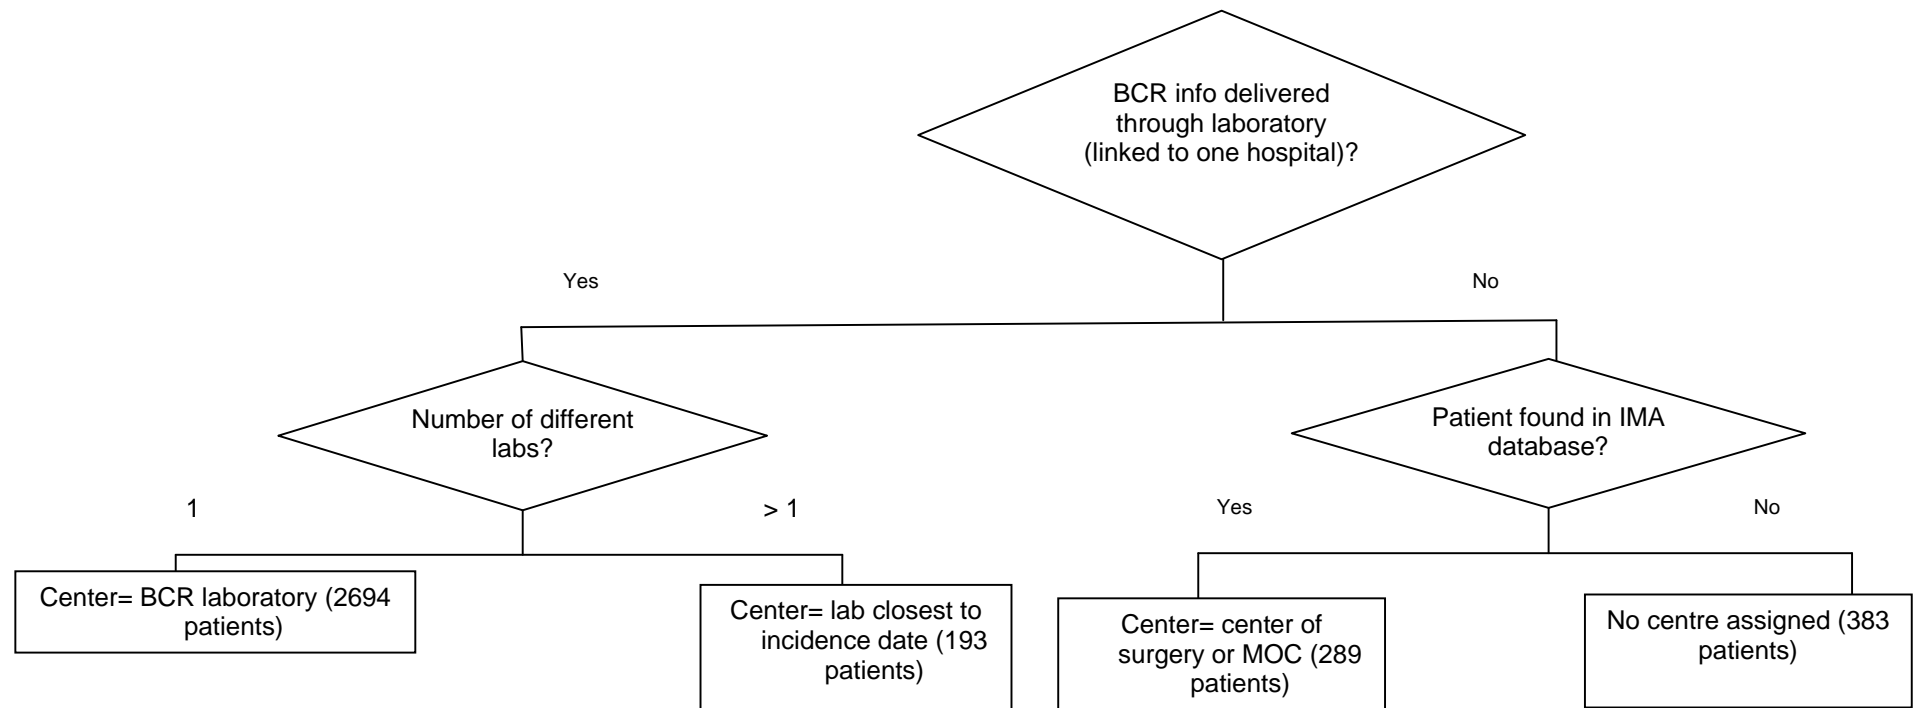 BCR info delivered
through laboratory
(linked to one hospital)?
Yes
No
Number of different
labs?
Patient found in IMA
database?
1
> 1
Yes
No
Center= BCR laboratory (2694
patients)
Center= lab closest to
incidence date (193
patients)
Center= center of
surgery or MOC (289
patients)
No centre assigned (383
patients)